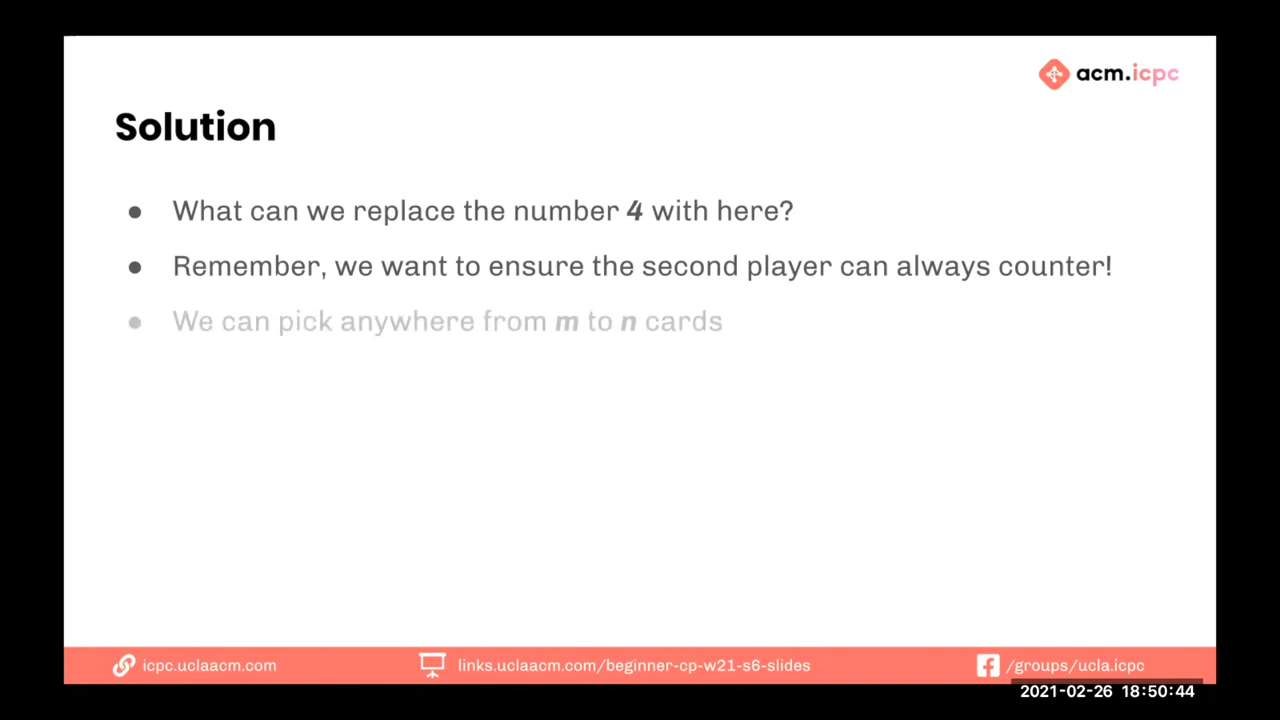 acm.icpc
Solution
● What can we replace the number 4 with here?
● Remember, we want to ensure the second player can always counter!
● We can pick anywhere from m to n cards
icpc.uclaacm.com
links.uclaacm.com/beginner-cp-w21-s6-slides
/groups/ucla.icpc
2021-02-26 18:50:44